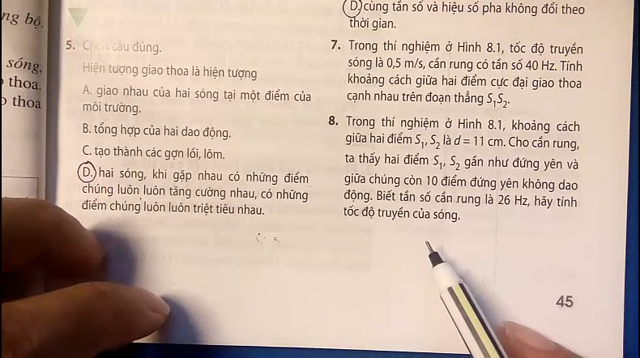 ng bộ.
sóng,
thoa.
thoa
5. Chọn câu đúng.
Hiện tượng giao thoa là hiện tượng
A. giao nhau của hai sóng tại một điểm của
môi trường.
B. tổng hợp của hai dao động.
C. tạo thành các gợn lồi, lõm.
D. hai sóng, khi gặp nhau có những điểm
chúng luôn luôn tăng cường nhau, có những
điểm chúng luôn luôn triệt tiêu nhau.
D. cùng tần số và hiệu số pha không đổi theo
thời gian.
7. Trong thí nghiệm ở Hình 8.1, tốc độ truyền
sóng là 0,5 m/s, cần rung có tần số 40 Hz. Tính
khoảng cách giữa hai điểm cực đại giao thoa
cạnh nhau trên đoạn thẳng S₁S₂.
8. Trong thí nghiệm ở Hình 8.1, khoảng cách
giữa hai điểm S₁, S₂ là d = 11 cm. Cho cần rung,
ta thấy hai điểm S₁, S₂ gần như đứng yên và
giữa chúng còn 10 điểm đứng yên không dao
động. Biết tần số cần rung là 26 Hz, hãy tính
tốc độ truyền của sóng.
45